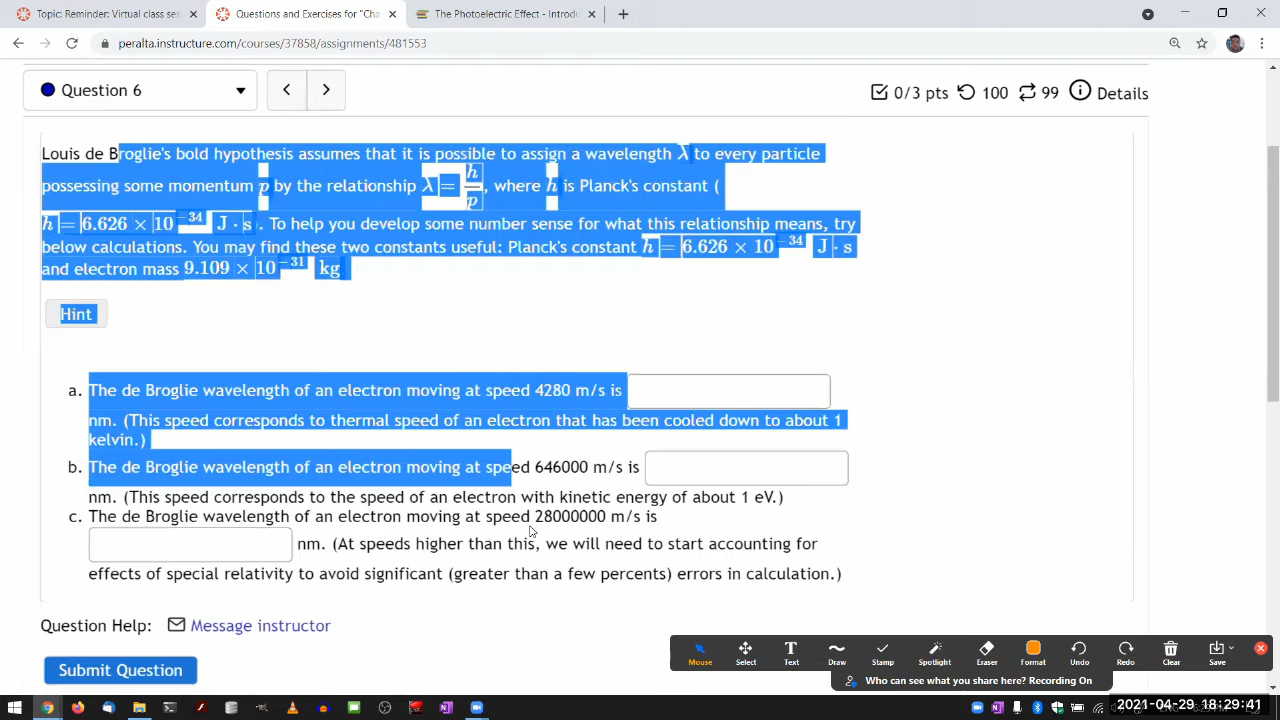 Topic: Reminder: Virtual class ses
Questions and Exercises for "Cha
The Photoelectric Effect - Introdu
peralta.instructure.com/courses/37858/assignments/481553
Question 6
0/3 pts 100 99 Details
Louis de Broglie's bold hypothesis assumes that it is possible to assign a wavelength λ to every particle
possessing some momentum p by the relationship λ = h/p, where h is Planck's constant (
h = 6.626 × 10^−34 J · s . To help you develop some number sense for what this relationship means, try
below calculations. You may find these two constants useful: Planck's constant h = 6.626 × 10^−34 J · s
and electron mass 9.109 × 10^−31 kg
Hint
a. The de Broglie wavelength of an electron moving at speed 4280 m/s is
nm. (This speed corresponds to thermal speed of an electron that has been cooled down to about 1
kelvin.)
b. The de Broglie wavelength of an electron moving at speed 646000 m/s is
nm. (This speed corresponds to the speed of an electron with kinetic energy of about 1 eV.)
c. The de Broglie wavelength of an electron moving at speed 28000000 m/s is
nm. (At speeds higher than this, we will need to start accounting for
effects of special relativity to avoid significant (greater than a few percents) errors in calculation.)
Question Help: Message instructor
Submit Question
Mouse Select Text Draw Stamp Spotlight Eraser Format Undo Redo Clear Save
Who can see what you share here? Recording On
2021-04-29 18:29:41